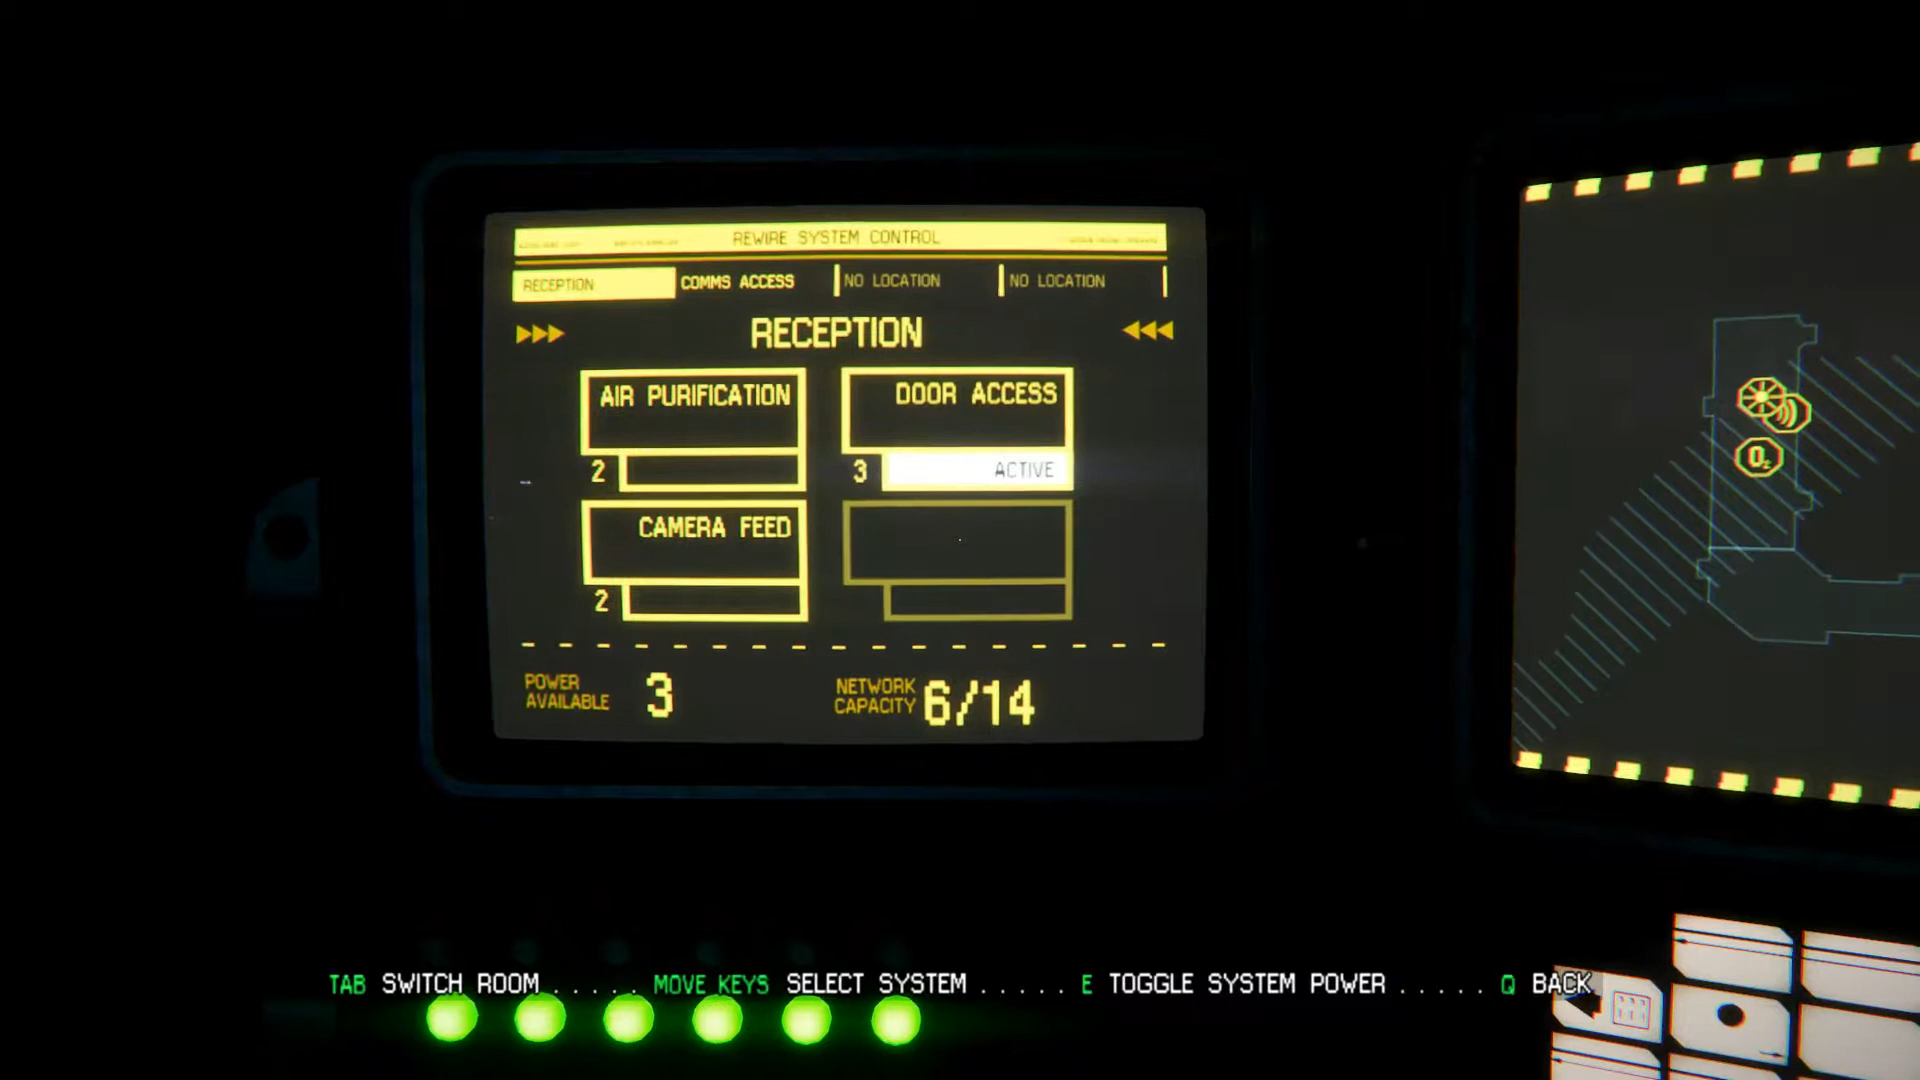 REWIRE SYSTEM CONTROL
RECEPTION COMMS ACCESS NO LOCATION NO LOCATION
RECEPTION
AIR PURIFICATION DOOR ACCESS
2 3 ACTIVE
CAMERA FEED
2
POWER AVAILABLE 3 NETWORK CAPACITY 6/14
O2
TAB SWITCH ROOM ..... MOVE KEYS SELECT SYSTEM ..... E TOGGLE SYSTEM POWER ..... Q BACK